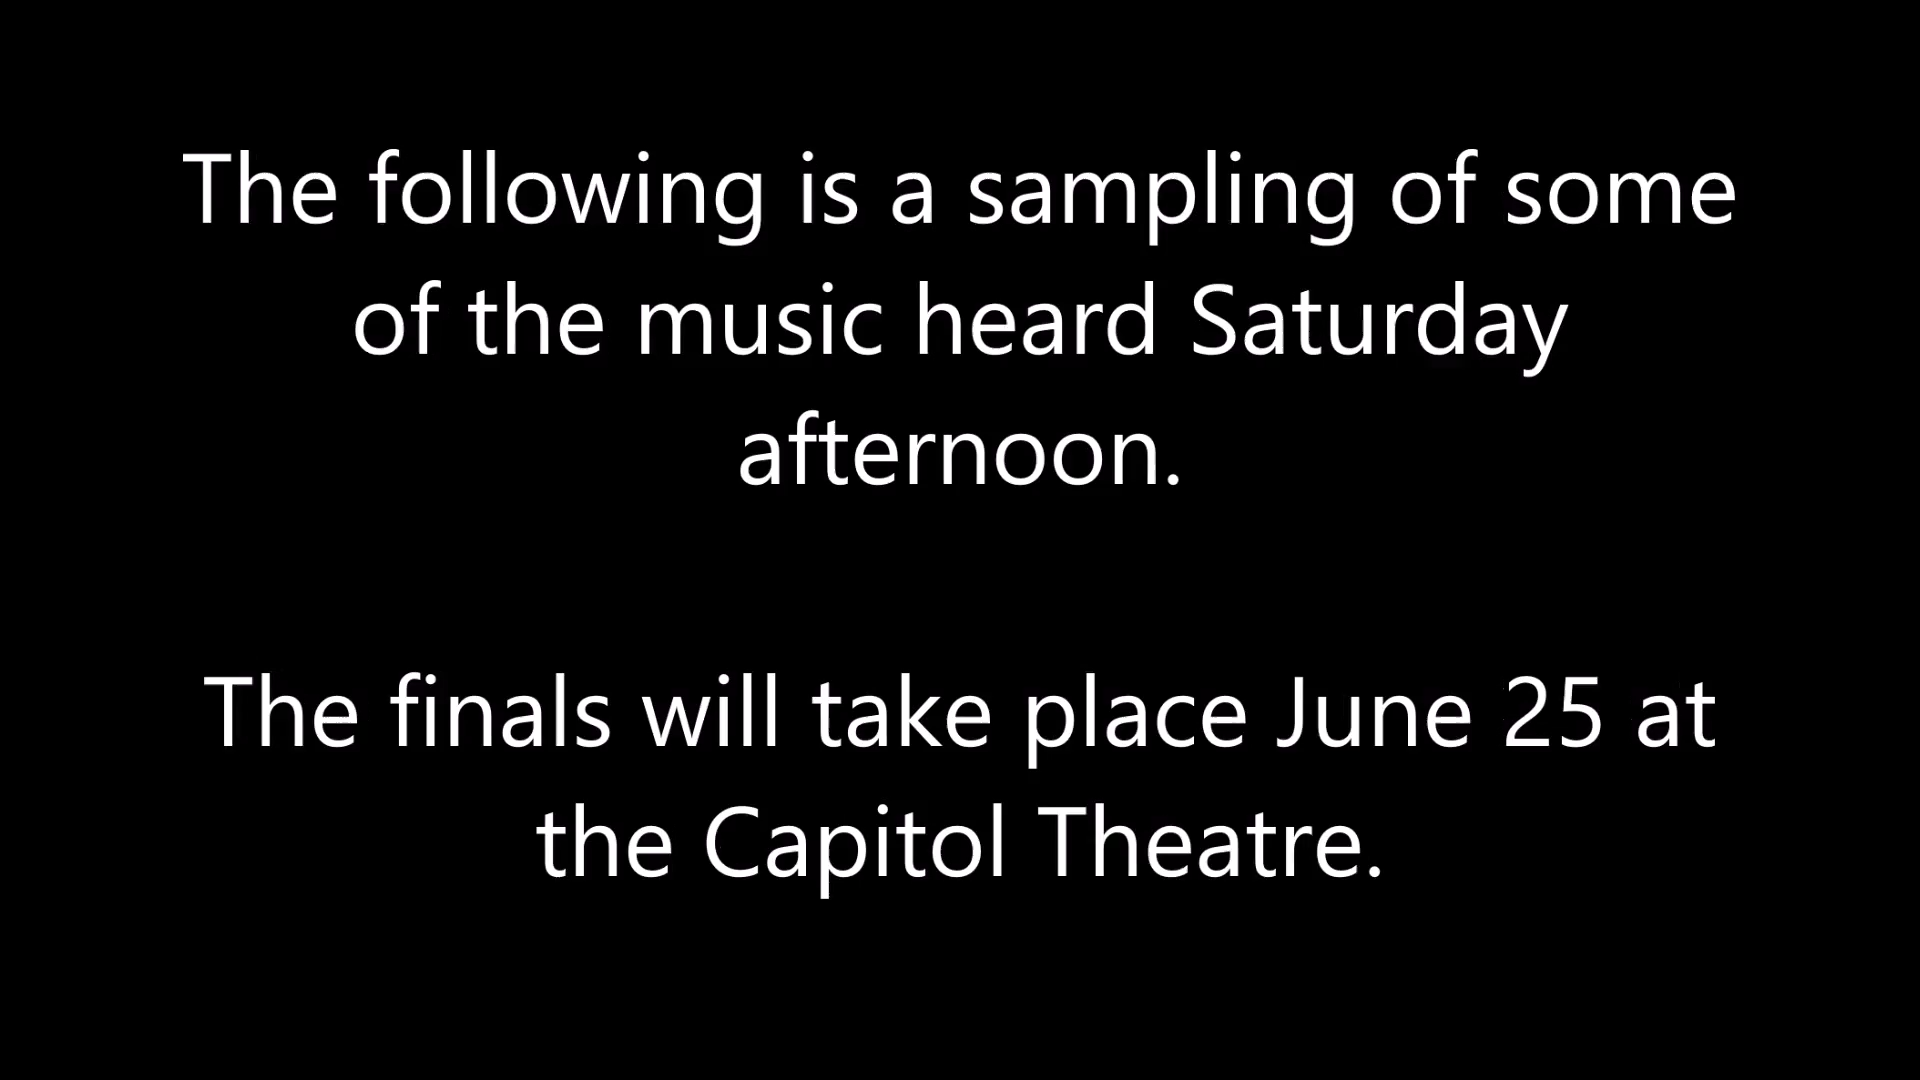 The following is a sampling of some
of the music heard Saturday
afternoon.
The finals will take place June 25 at
the Capitol Theatre.